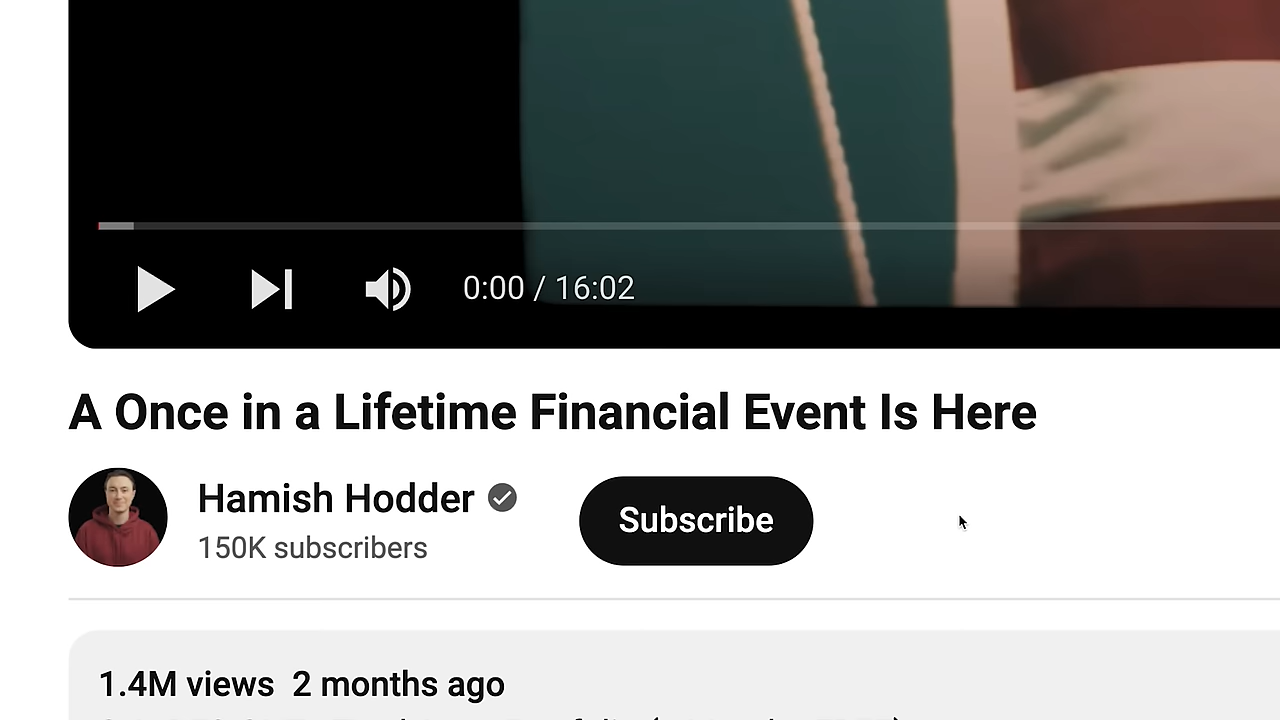 0:00 / 16:02
A Once in a Lifetime Financial Event Is Here
Hamish Hodder
150K subscribers
Subscribe
1.4M views 2 months ago